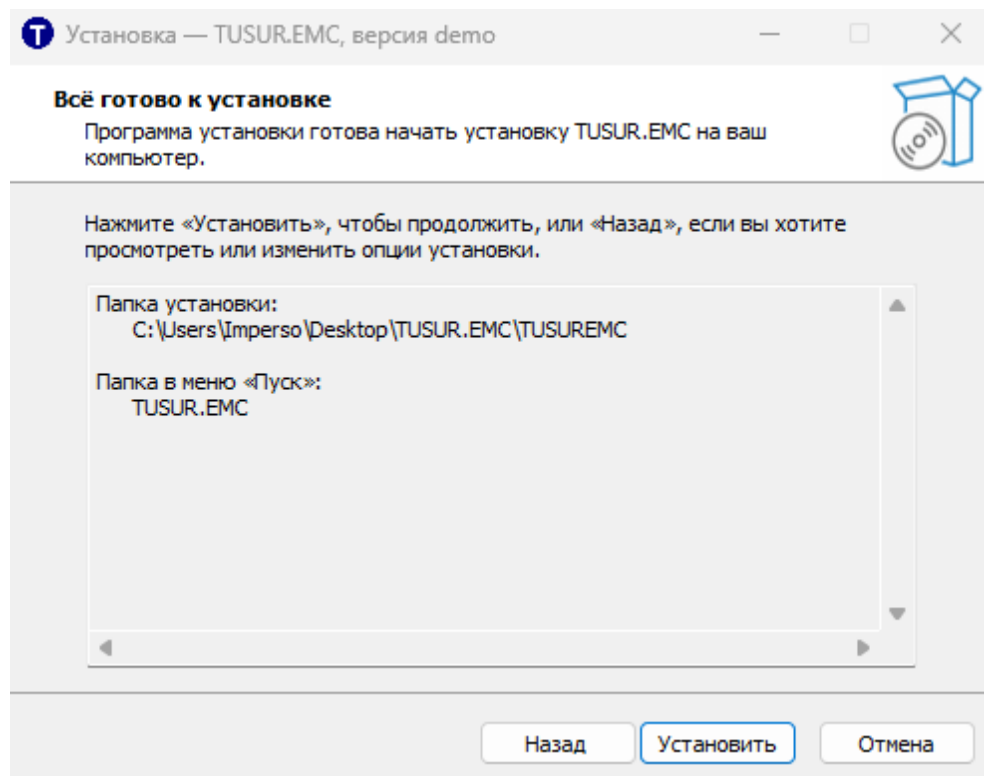 Установка — TUSUR.EMC, версия demo
Всё готово к установке
Программа установки готова начать установку TUSUR.EMC на ваш
компьютер.
Нажмите «Установить», чтобы продолжить, или «Назад», если вы хотите
просмотреть или изменить опции установки.
Папка установки:
C:\Users\Imperso\Desktop\TUSUR.EMC\TUSUREMC
Папка в меню «Пуск»:
TUSUR.EMC
Назад
Установить
Отмена